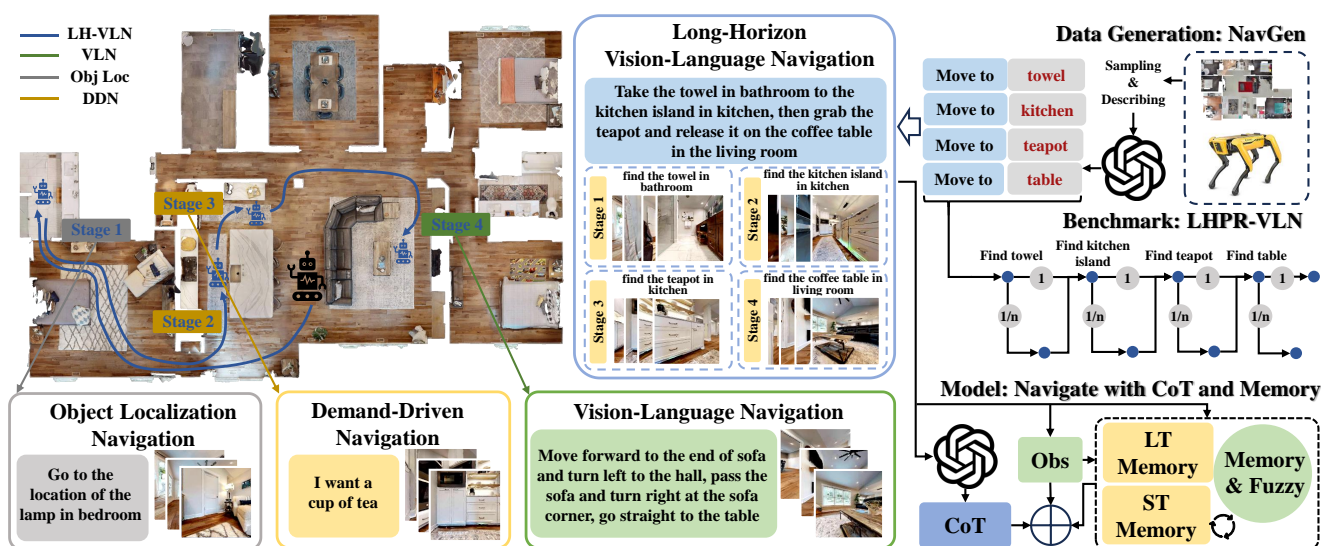 LH-VLN
VLN
Obj Loc
DDN
Stage 1
Stage 3
Stage 2
Stage 4
Object Localization
Navigation
Go to the
location of the
lamp in bedroom
Demand-Driven
Navigation
I want a
cup of tea
Vision-Language Navigation
Move forward to the end of sofa
and turn left to the hall, pass the
sofa and turn right at the sofa
corner, go straight to the table
Long-Horizon
Vision-Language Navigation
Take the towel in bathroom to the
kitchen island in kitchen, then grab the
teapot and release it on the coffee table
in the living room
Stage 1
find the towel in
bathroom
Stage 2
find the kitchen island
in kitchen
Stage 3
find the teapot in
kitchen
Stage 4
find the coffee table in
living room
Data Generation: NavGen
Move to towel
Move to kitchen
Move to teapot
Move to table
Sampling
&
Describing
Benchmark: LHPR-VLN
Find towel
Find kitchen
island
Find teapot
Find table
1 1 1 1
1/n 1/n 1/n 1/n
Model: Navigate with CoT and Memory
CoT
Obs
LT
Memory
ST
Memory
Memory
& Fuzzy